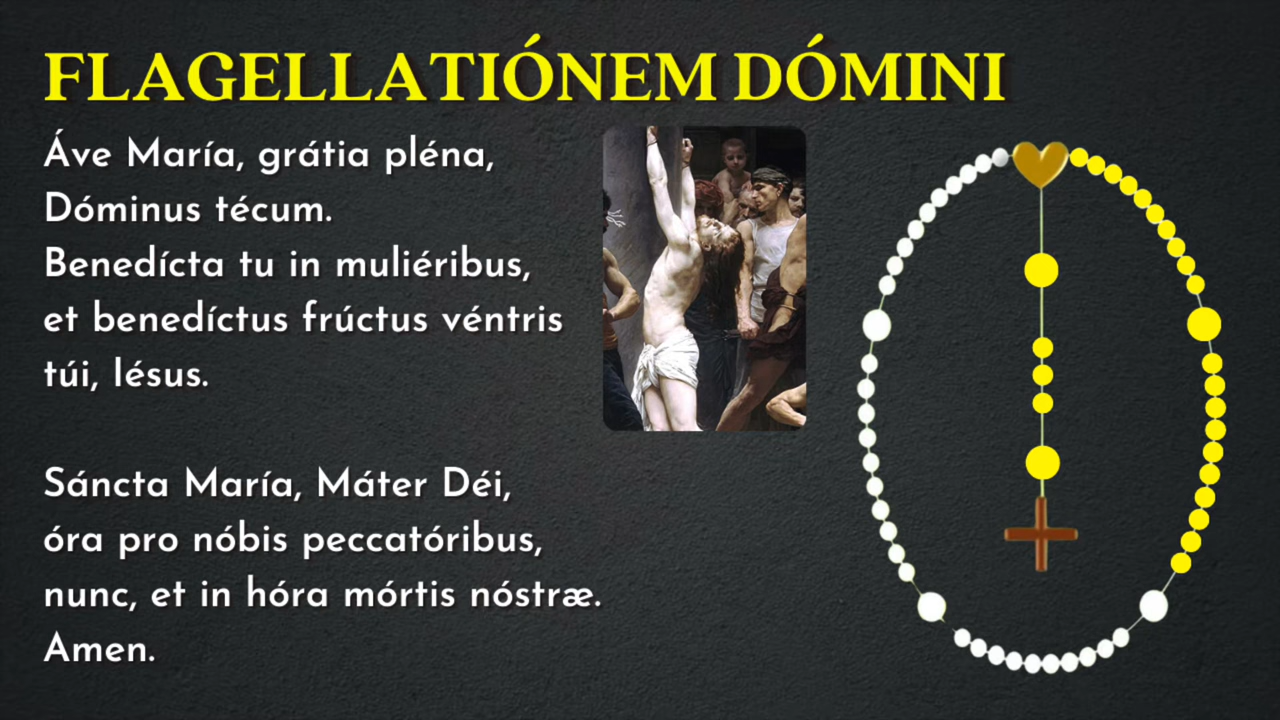 FLAGELLATIÓNEM DÓMINI
Áve María, grátia pléna,
Dóminus técum.
Benedícta tu in muliéribus,
et benedíctus frúctus véntris
túi, Iésus.
Sáncta María, Máter Déi,
óra pro nóbis peccatóribus,
nunc, et in hóra mórtis nóstræ.
Amen.